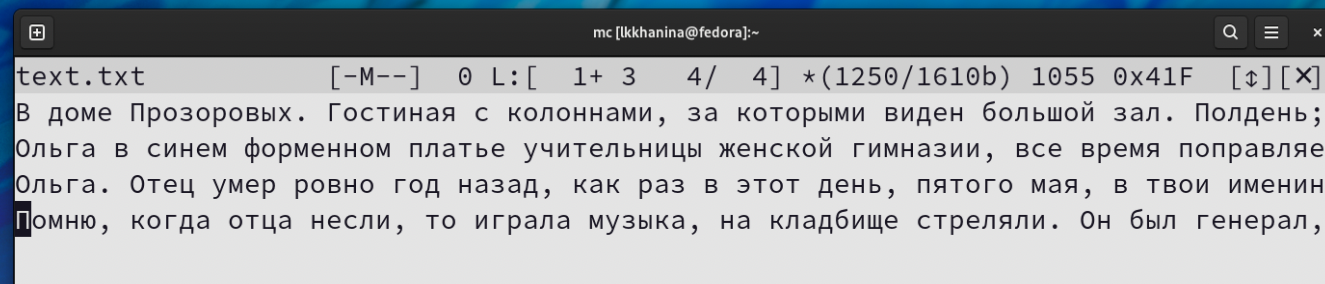 mc [lkkhanina@fedora]:~
text.txt [-M--] 0 L:[ 1+ 3 4/ 4] *(1250/1610b) 1055 0x41F [↕][✕]
В доме Прозоровых. Гостиная с колоннами, за которыми виден большой зал. Полдень;
Ольга в синем форменном платье учительницы женской гимназии, все время поправляе
Ольга. Отец умер ровно год назад, как раз в этот день, пятого мая, в твои именин
Помню, когда отца несли, то играла музыка, на кладбище стреляли. Он был генерал,